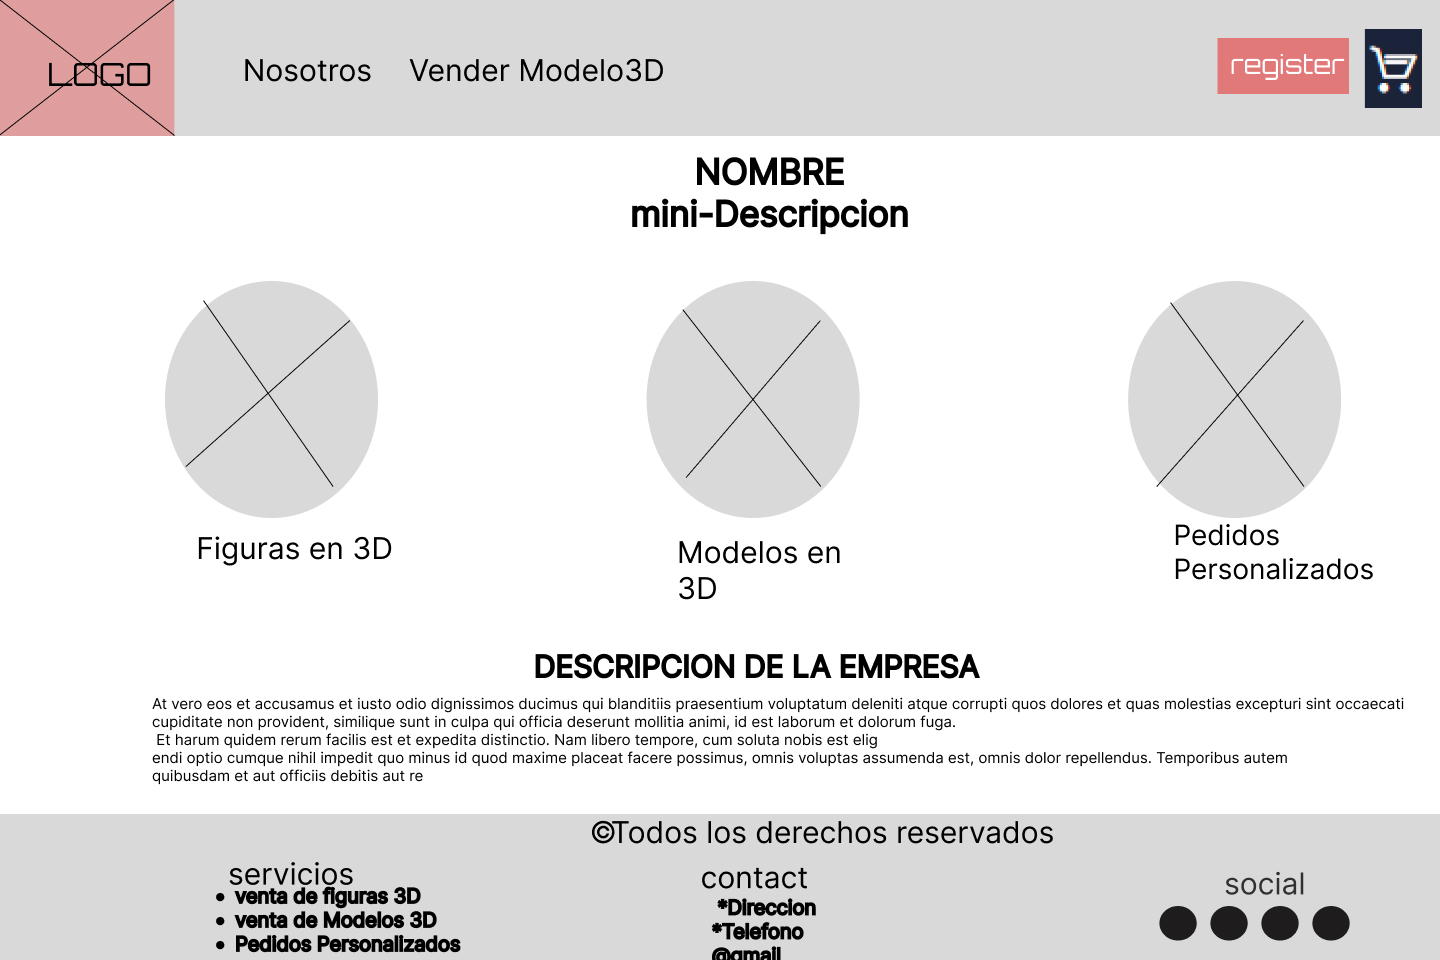 LOGO
Nosotros
Vender Modelo3D
register
NOMBRE
mini-Descripcion
Figuras en 3D
Modelos en
3D
Pedidos
Personalizados
DESCRIPCION DE LA EMPRESA
At vero eos et accusamus et iusto odio dignissimos ducimus qui blanditiis praesentium voluptatum deleniti atque corrupti quos dolores et quas molestias excepturi sint occaecati
cupiditate non provident, similique sunt in culpa qui officia deserunt mollitia animi, id est laborum et dolorum fuga.
Et harum quidem rerum facilis est et expedita distinctio. Nam libero tempore, cum soluta nobis est elig
endi optio cumque nihil impedit quo minus id quod maxime placeat facere possimus, omnis voluptas assumenda est, omnis dolor repellendus. Temporibus autem
quibusdam et aut officiis debitis aut re
©Todos los derechos reservados
servicios
• venta de figuras 3D
• venta de Modelos 3D
• Pedidos Personalizados
contact
*Direccion
*Telefono
@gmail
social